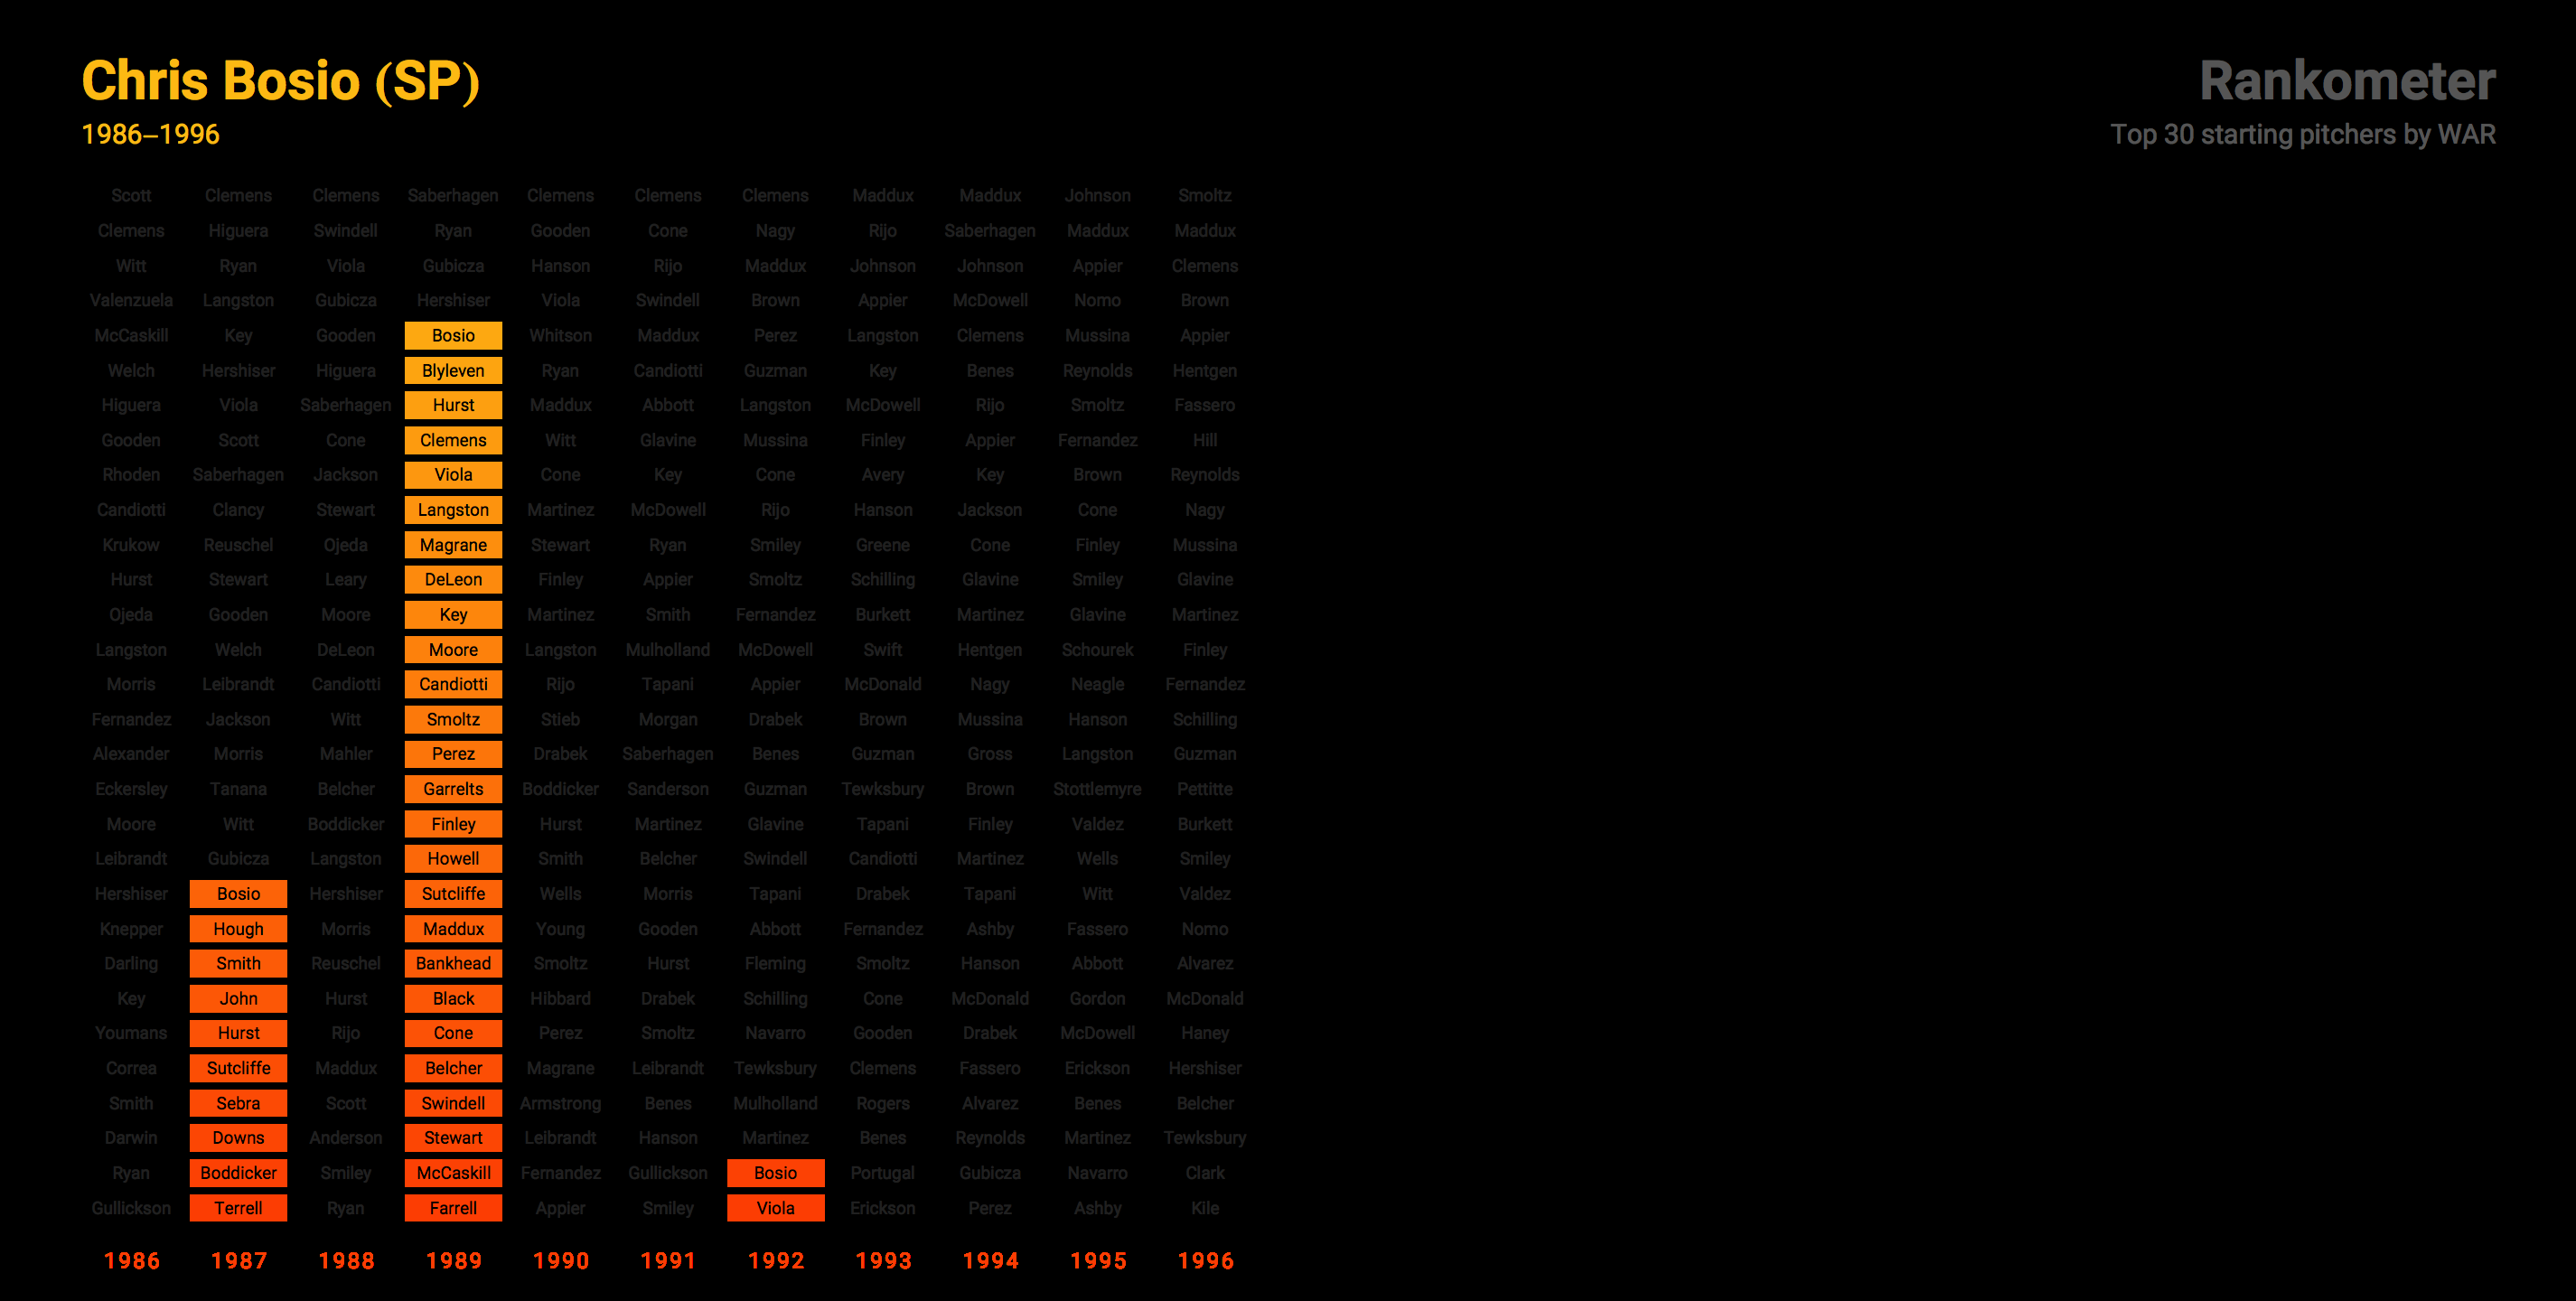 Chris Bosio (SP)
1986–1996
Rankometer
Top 30 starting pitchers by WAR
Scott Clemens Clemens Saberhagen Clemens Clemens Clemens Maddux Maddux Johnson Smoltz
Clemens Higuera Swindell Ryan Gooden Cone Nagy Rijo Saberhagen Maddux Maddux
Witt Ryan Viola Gubicza Hanson Rijo Maddux Johnson Johnson Appier Clemens
Valenzuela Langston Gubicza Hershiser Viola Swindell Brown Appier McDowell Nomo Brown
McCaskill Key Gooden Bosio Whitson Maddux Perez Langston Clemens Mussina Appier
Welch Hershiser Higuera Blyleven Ryan Candiotti Guzman Key Benes Reynolds Hentgen
Higuera Viola Saberhagen Hurst Maddux Abbott Langston McDowell Rijo Smoltz Fassero
Gooden Scott Cone Clemens Witt Glavine Mussina Finley Appier Fernandez Hill
Rhoden Saberhagen Jackson Viola Cone Key Cone Avery Key Brown Reynolds
Candiotti Clancy Stewart Langston Martinez McDowell Rijo Hanson Jackson Cone Nagy
Krukow Reuschel Ojeda Magrane Stewart Ryan Smiley Greene Cone Finley Mussina
Hurst Stewart Leary DeLeon Finley Appier Smoltz Schilling Glavine Smiley Glavine
Ojeda Gooden Moore Key Martinez Smith Fernandez Burkett Martinez Glavine Martinez
Langston Welch DeLeon Moore Langston Mulholland McDowell Swift Hentgen Schourek Finley
Morris Leibrandt Candiotti Candiotti Rijo Tapani Appier McDonald Nagy Neagle Fernandez
Fernandez Jackson Witt Smoltz Stieb Morgan Drabek Brown Mussina Hanson Schilling
Alexander Morris Mahler Perez Drabek Saberhagen Benes Guzman Gross Langston Guzman
Eckersley Tanana Belcher Garrelts Boddicker Sanderson Guzman Tewksbury Brown Stottlemyre Pettitte
Moore Witt Boddicker Finley Hurst Martinez Glavine Tapani Finley Valdez Burkett
Leibrandt Gubicza Langston Howell Smith Belcher Swindell Candiotti Martinez Wells Smiley
Hershiser Bosio Hershiser Sutcliffe Wells Morris Tapani Drabek Tapani Witt Valdez
Knepper Hough Morris Maddux Young Gooden Abbott Fernandez Ashby Fassero Nomo
Darling Smith Reuschel Bankhead Smoltz Hurst Fleming Smoltz Hanson Abbott Alvarez
Key John Hurst Black Hibbard Drabek Schilling Cone McDonald Gordon McDonald
Youmans Hurst Rijo Cone Perez Smoltz Navarro Gooden Drabek McDowell Haney
Correa Sutcliffe Maddux Belcher Magrane Leibrandt Tewksbury Clemens Fassero Erickson Hershiser
Smith Sebra Scott Swindell Armstrong Benes Mulholland Rogers Alvarez Benes Belcher
Darwin Downs Anderson Stewart Leibrandt Hanson Martinez Benes Reynolds Martinez Tewksbury
Ryan Boddicker Smiley McCaskill Fernandez Gullickson Bosio Portugal Gubicza Navarro Clark
Gullickson Terrell Ryan Farrell Appier Smiley Viola Erickson Perez Ashby Kile
1986 1987 1988 1989 1990 1991 1992 1993 1994 1995 1996